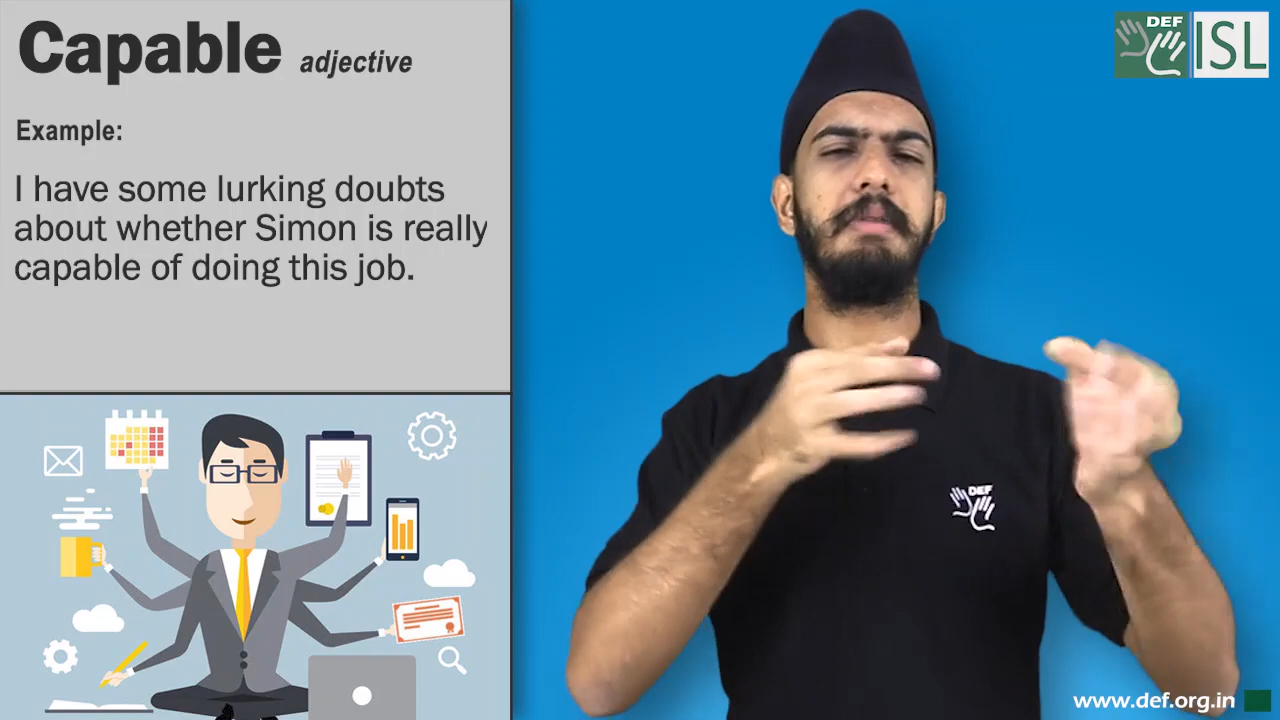 Capable adjective
Example:
I have some lurking doubts
about whether Simon is really
capable of doing this job.
DEF
ISL
DEF
www.def.org.in